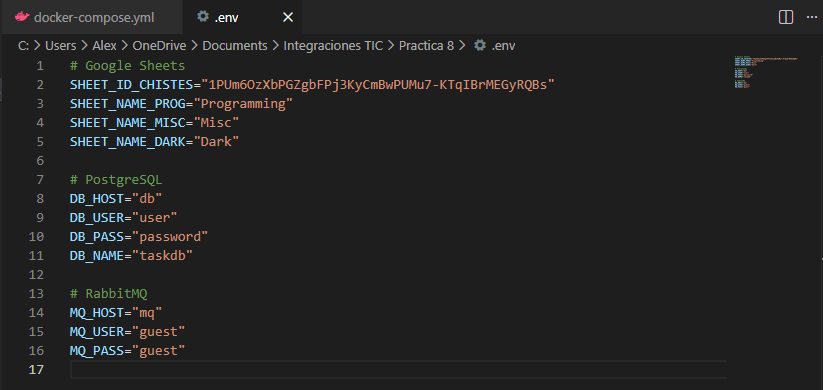 docker-compose.yml .env
C: > Users > Alex > OneDrive > Documents > Integraciones TIC > Practica 8 > .env
1 # Google Sheets
2 SHEET_ID_CHISTES="1PUm6OzXbPGZgbFPj3KyCmBwPUMu7-KTqIBrMEGyRQBs"
3 SHEET_NAME_PROG="Programming"
4 SHEET_NAME_MISC="Misc"
5 SHEET_NAME_DARK="Dark"
6
7 # PostgreSQL
8 DB_HOST="db"
9 DB_USER="user"
10 DB_PASS="password"
11 DB_NAME="taskdb"
12
13 # RabbitMQ
14 MQ_HOST="mq"
15 MQ_USER="guest"
16 MQ_PASS="guest"
17